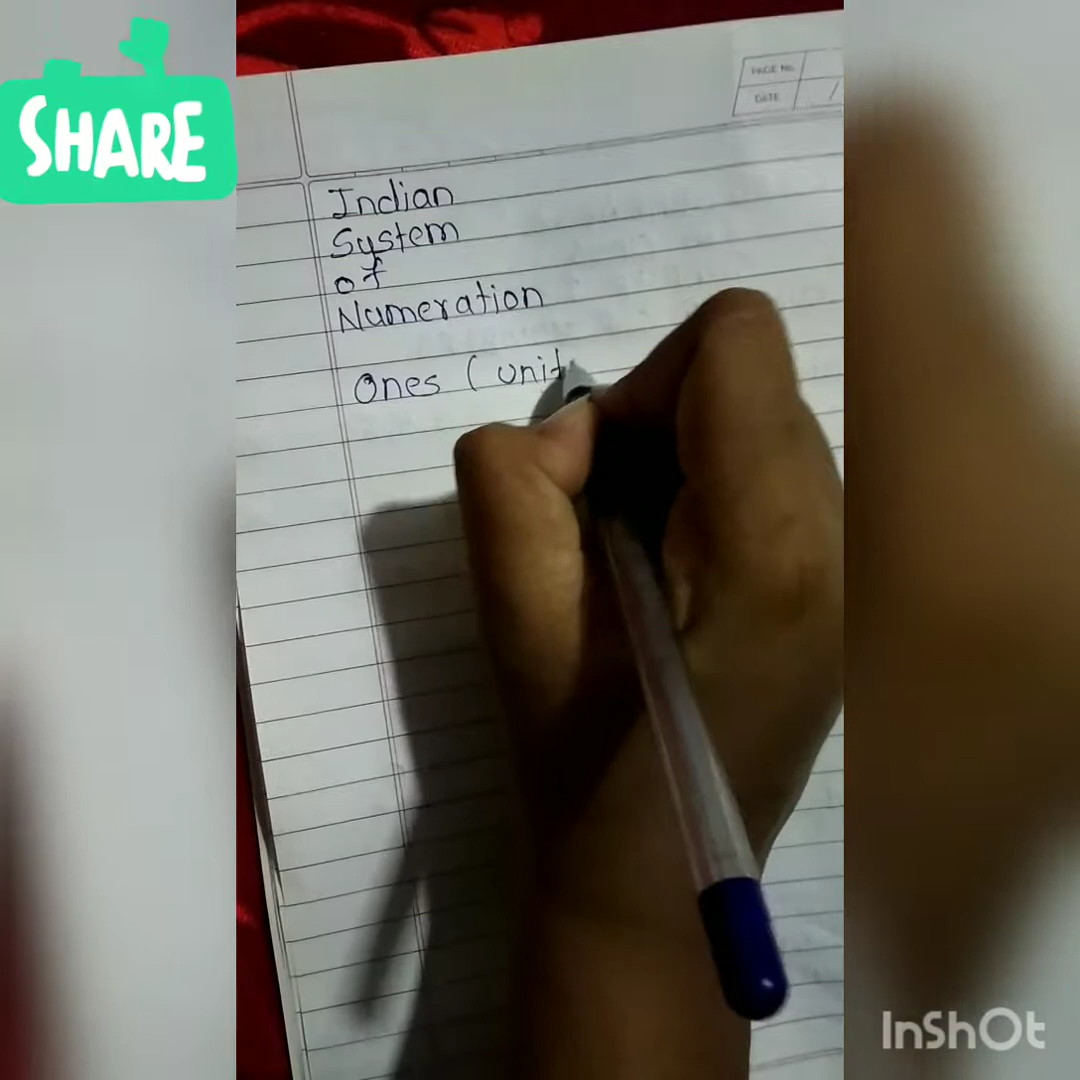 SHARE
PAGE No.
DATE /
Indian
System
of
Numeration
Ones ( unit
InShOt